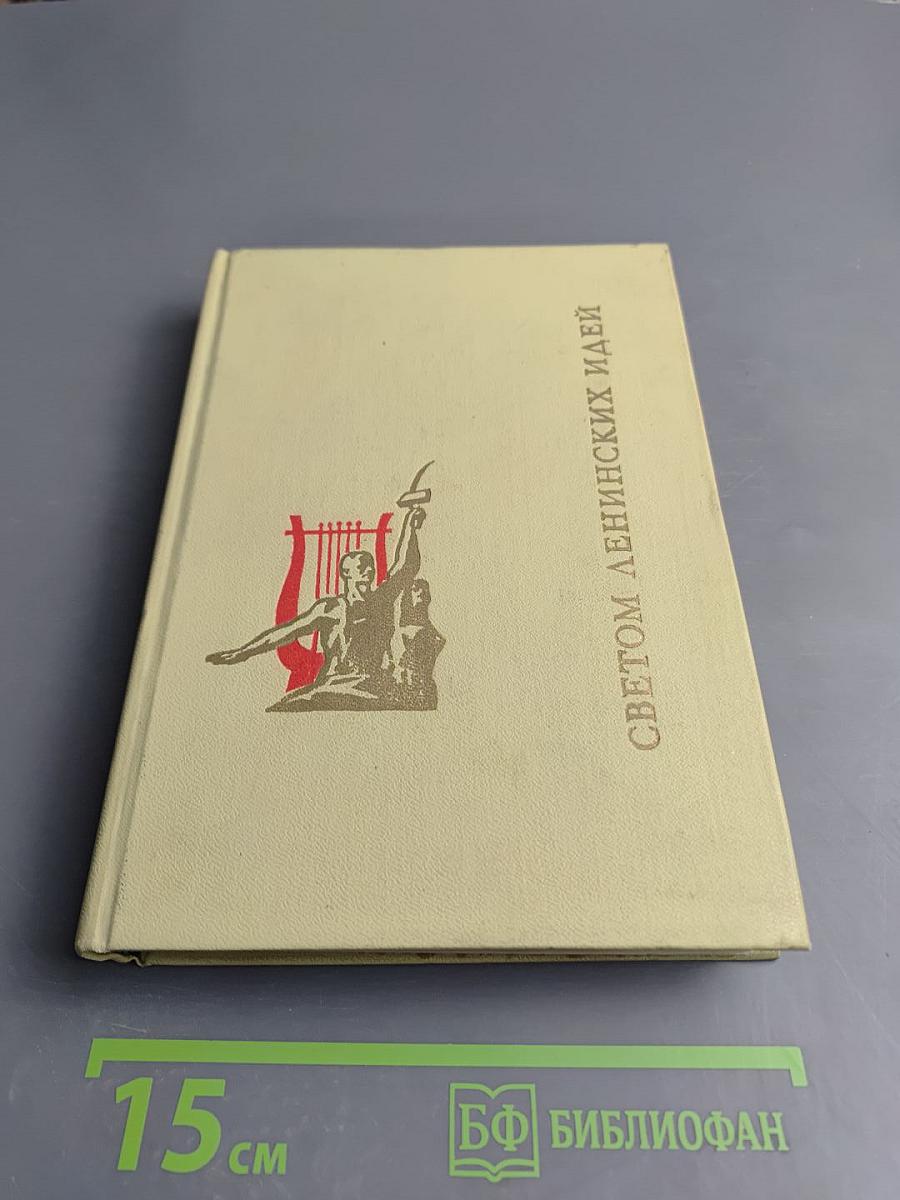 СВЕТОМ ЛЕНИНСКИХ ИДЕЙ
15 см
БФ БИБЛИОФАН